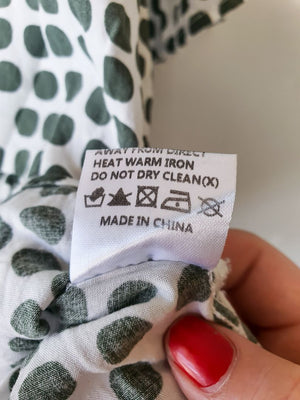 AWAY FROM DIRECT
HEAT WARM IRON
DO NOT DRY CLEAN(X)
MADE IN CHINA